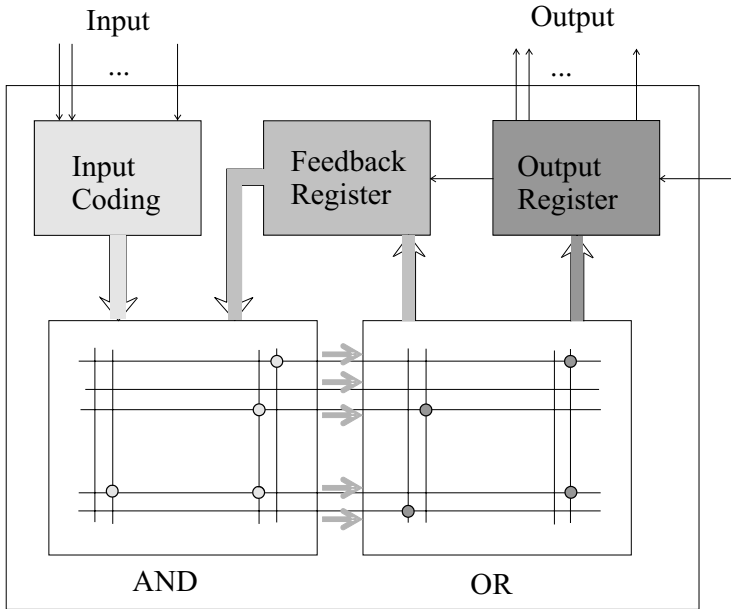 Input
Output
...
...
Input
Coding
Feedback
Register
Output
Register
AND
OR